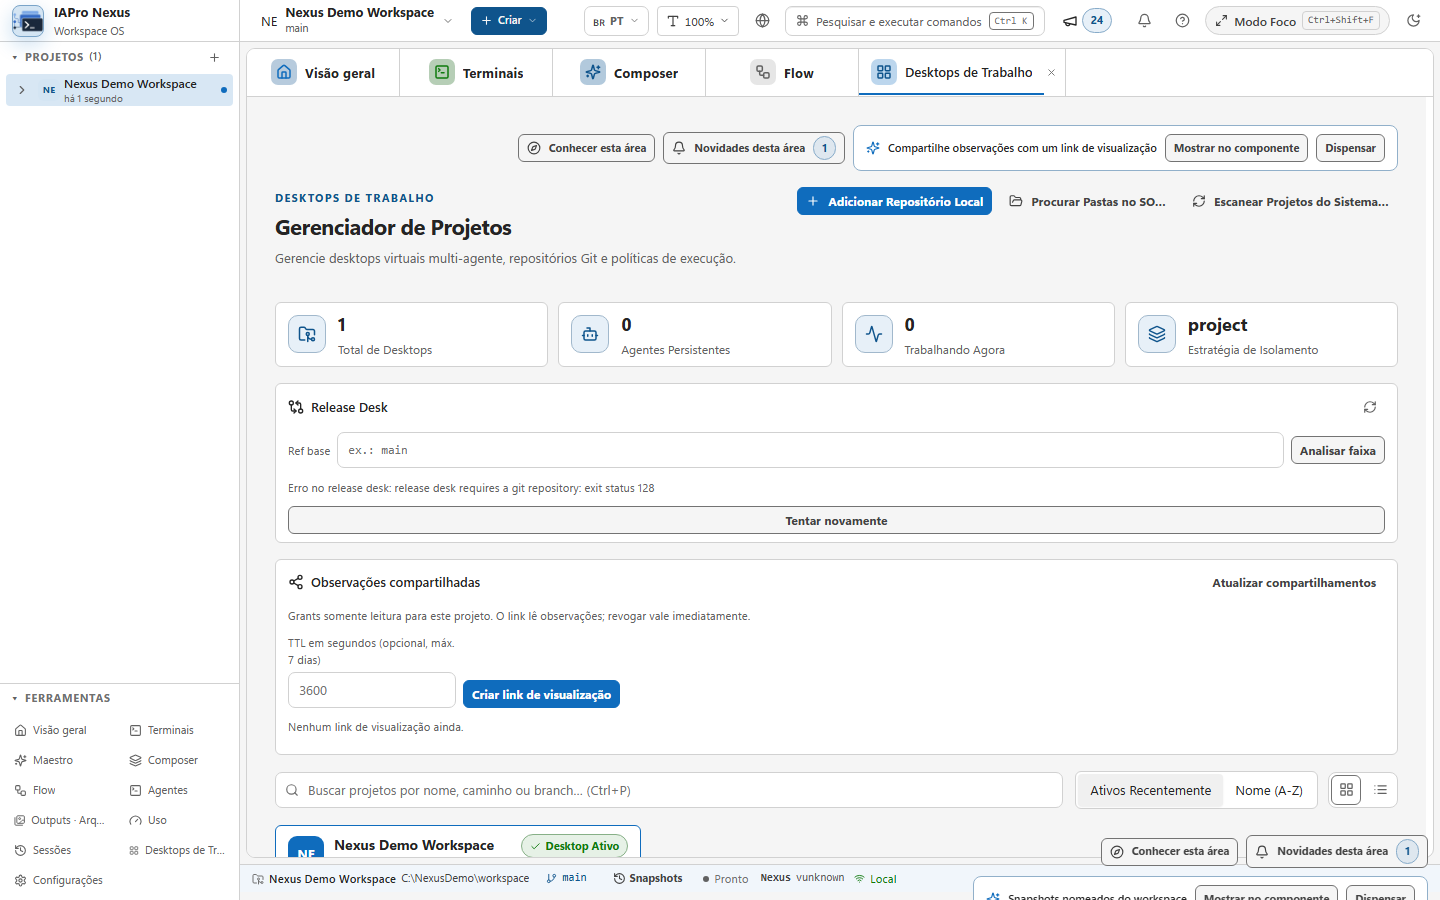 IAPro Nexus
Workspace OS
NE Nexus Demo Workspace
main
Criar
BR PT
100%
Pesquisar e executar comandos Ctrl K
24
Modo Foco Ctrl+Shift+F
PROJETOS (1)
NE Nexus Demo Workspace
há 1 segundo
Visão geral
Terminais
Composer
Flow
Desktops de Trabalho
Conhecer esta área
Novidades desta área 1
Compartilhe observações com um link de visualização
Mostrar no componente
Dispensar
DESKTOPS DE TRABALHO
Gerenciador de Projetos
Gerencie desktops virtuais multi-agente, repositórios Git e políticas de execução.
Adicionar Repositório Local
Procurar Pastas no SO...
Escanear Projetos do Sistema...
1
Total de Desktops
0
Agentes Persistentes
0
Trabalhando Agora
project
Estratégia de Isolamento
Release Desk
Ref base ex.: main
Analisar faixa
Erro no release desk: release desk requires a git repository: exit status 128
Tentar novamente
Observações compartilhadas
Atualizar compartilhamentos
Grants somente leitura para este projeto. O link lê observações; revogar vale imediatamente.
TTL em segundos (opcional, máx.
7 dias)
3600
Criar link de visualização
Nenhum link de visualização ainda.
Buscar projetos por nome, caminho ou branch... (Ctrl+P)
Ativos Recentemente
Nome (A-Z)
NE Nexus Demo Workspace
Desktop Ativo
Conhecer esta área
Novidades desta área 1
FERRAMENTAS
Visão geral
Terminais
Maestro
Composer
Flow
Agentes
Outputs · Arq...
Uso
Sessões
Desktops de Tr...
Configurações
Nexus Demo Workspace C:\NexusDemo\workspace
main
Snapshots
Pronto
Nexus vunknown
Local
Snapshots nomeados do workspace
Mostrar no componente
Dispensar